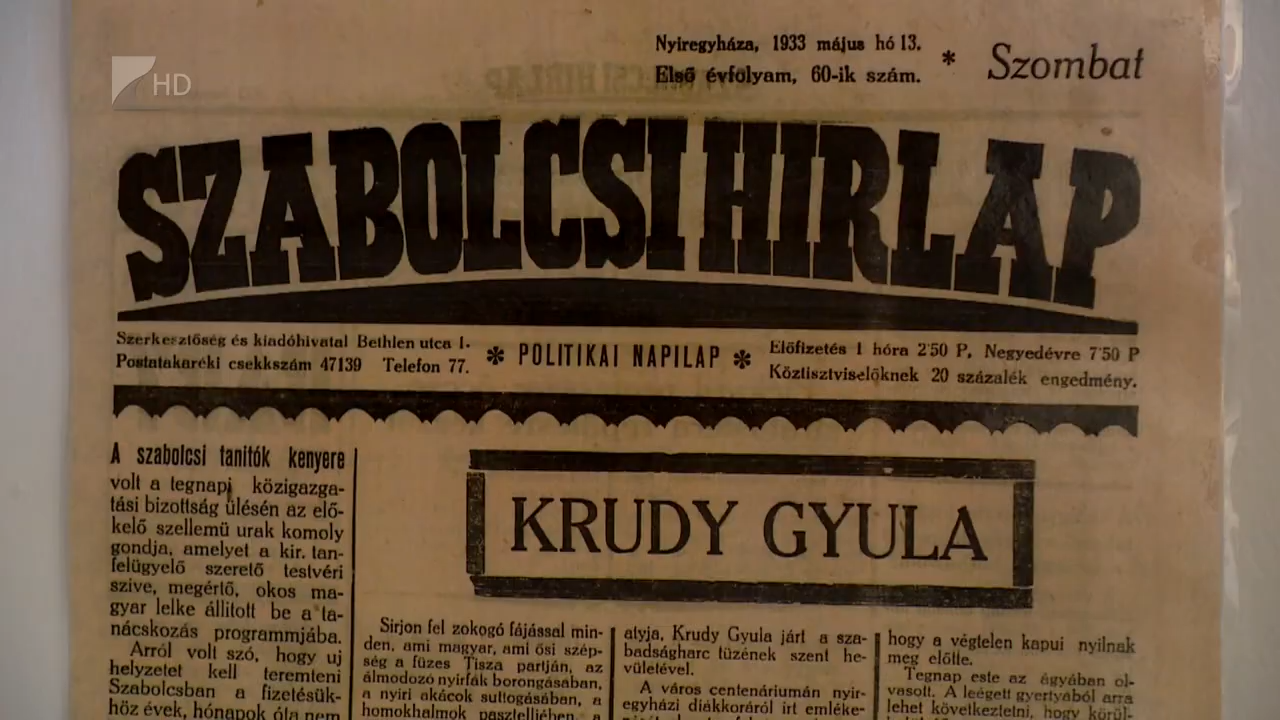 HD
Nyiregyháza, 1933 május hó 13.
Első évfolyam, 60-ik szám.
* Szombat
SZABOLCSI HIRLAP
Szerkesztőség és kiadóhivatal Bethlen utca 1.
Postatakaréki csekkszám 47139 Telefon 77.
* POLITIKAI NAPILAP *
Előfizetés 1 hóra 2'50 P, Negyedévre 7'50 P
Köztisztviselőknek 20 százalék engedmény.
A szabolcsi tanitók kenyere
volt a tegnapi közigazga-
tási bizottság ülésén az elő-
kelő szellemü urak komoly
gondja, amelyet a kir. tan-
felügyelő szerető testvéri
szive, megértő, okos ma-
gyar lelke állitott be a ta-
nácskozás programmjába.
Arról volt szó, hogy uj
helyzetet kell teremteni
Szabolcsban a fizetésük-
höz évek, hónapok óta nem
KRUDY GYULA
Sirjon fel zokogó fájással min-
den, ami magyar, ami ősi szép-
ség a füzes Tisza partján, az
álmodozó nyirfák borongásában,
a nyiri akácok suttogásában, a
homokhalmok pasztelljében, a
atyja, Krudy Gyula járt a sza-
badságharc tüzének szent he-
vületével.
A város centenáriumán nyir-
egyházi diákkoráról irt emléke-
hogy a végtelen kapui nyilnak
meg előtte.
Tegnap este az ágyában ol-
vasott. A leégett gyertyából arra
lehet következtetni, hogy körül-